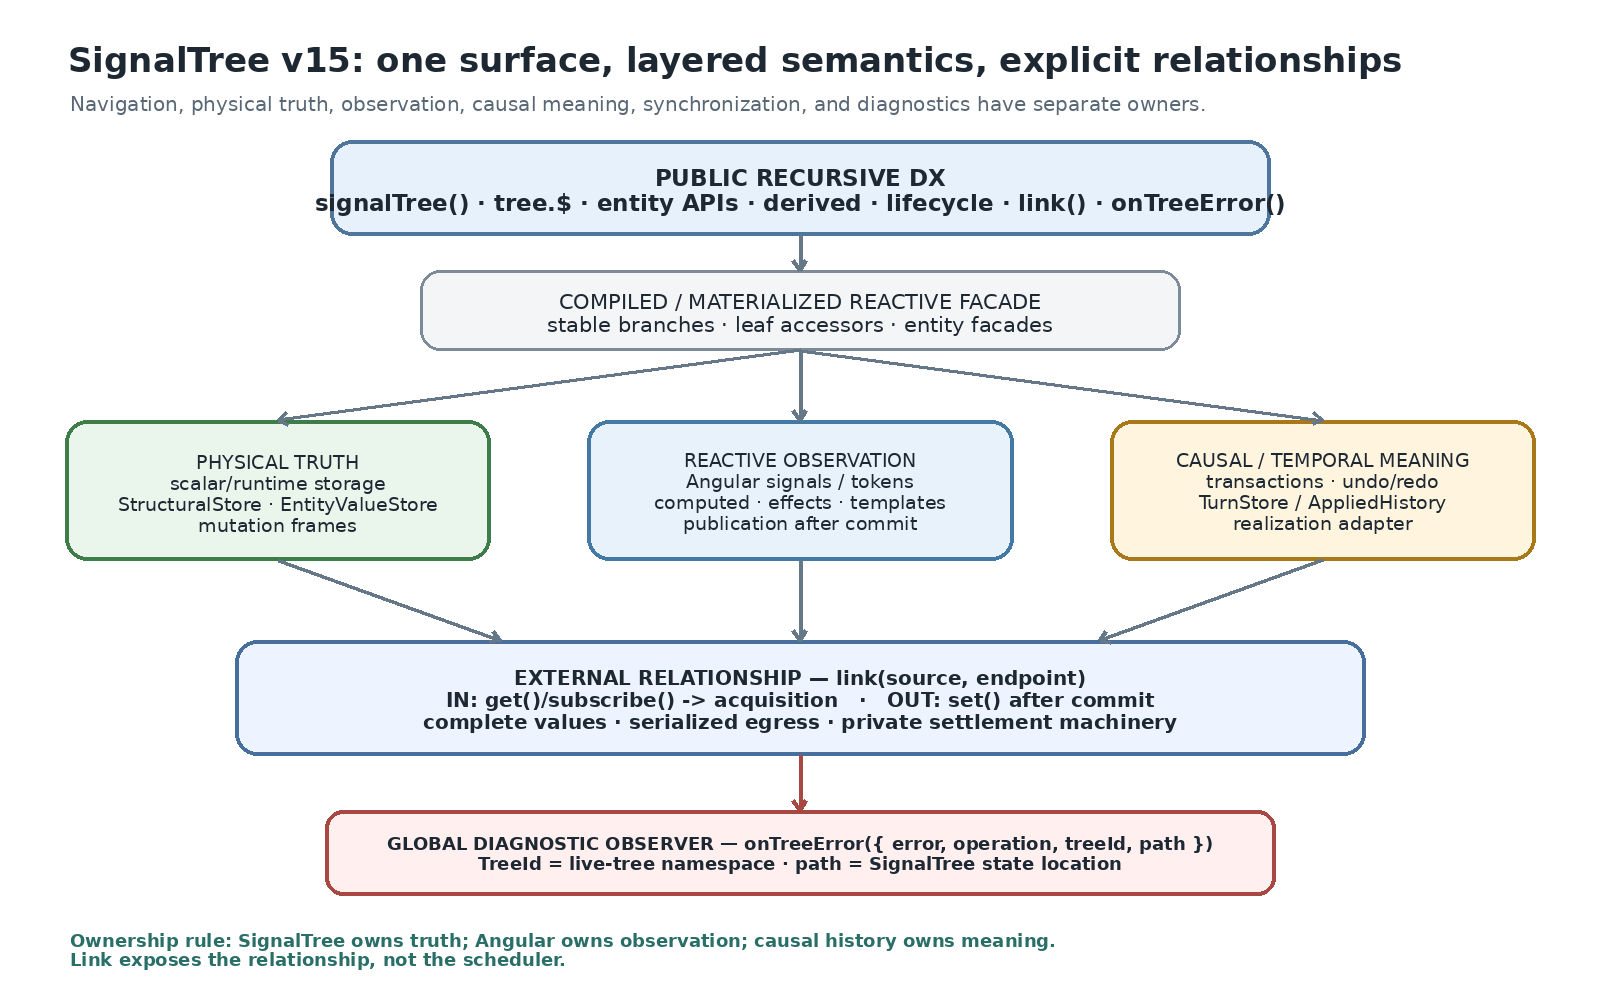 SignalTree v15: one surface, layered semantics, explicit relationships
Navigation, physical truth, observation, causal meaning, synchronization, and diagnostics have separate owners.
PUBLIC RECURSIVE DX
signalTree() · tree.$ · entity APIs · derived · lifecycle · link() · onTreeError()
COMPILED / MATERIALIZED REACTIVE FACADE
stable branches · leaf accessors · entity facades
PHYSICAL TRUTH
scalar/runtime storage
StructuralStore · EntityValueStore
mutation frames
REACTIVE OBSERVATION
Angular signals / tokens
computed · effects · templates
publication after commit
CAUSAL / TEMPORAL MEANING
transactions · undo/redo
TurnStore / AppliedHistory
realization adapter
EXTERNAL RELATIONSHIP — link(source, endpoint)
IN: get()/subscribe() -> acquisition   ·   OUT: set() after commit
complete values · serialized egress · private settlement machinery
GLOBAL DIAGNOSTIC OBSERVER — onTreeError({ error, operation, treeId, path })
TreeId = live-tree namespace · path = SignalTree state location
Ownership rule: SignalTree owns truth; Angular owns observation; causal history owns meaning.
Link exposes the relationship, not the scheduler.